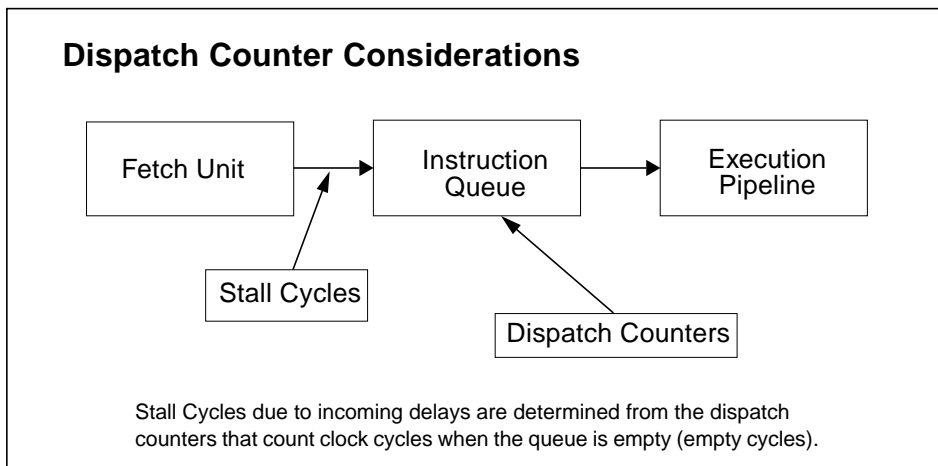 Dispatch Counter Considerations
Fetch Unit
Instruction
Queue
Execution
Pipeline
Stall Cycles
Dispatch Counters
Stall Cycles due to incoming delays are determined from the dispatch
counters that count clock cycles when the queue is empty (empty cycles).